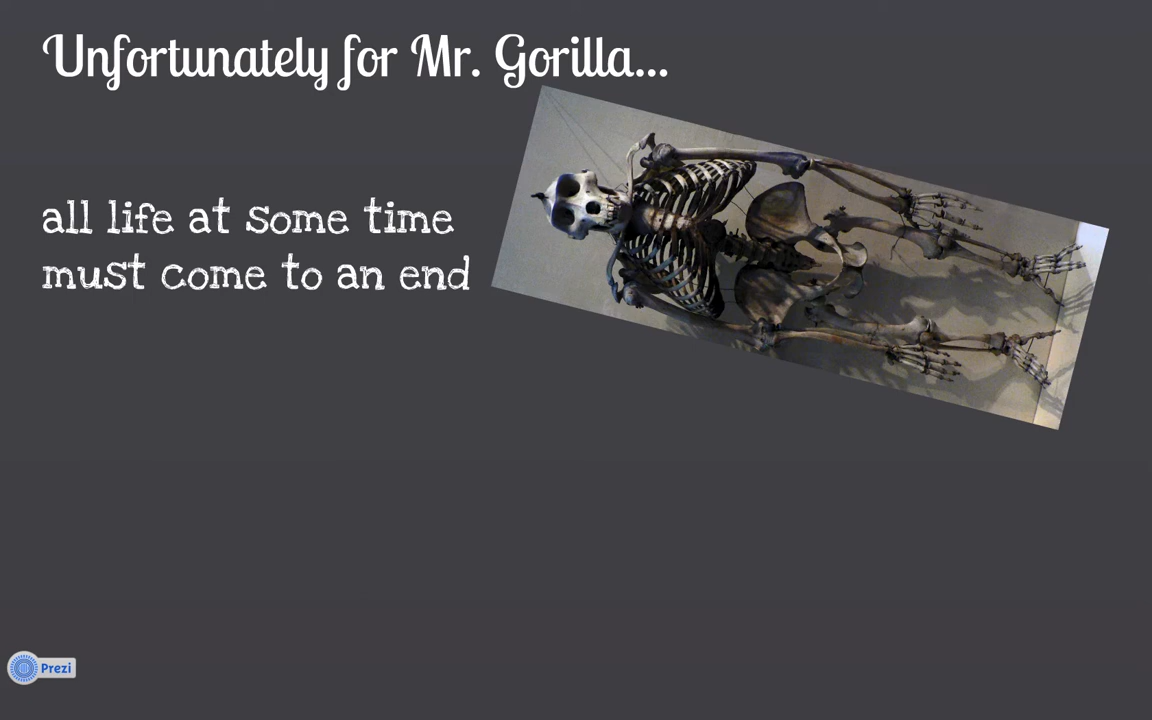 Unfortunately for Mr. Gorilla...
all life at some time
must come to an end
Prezi